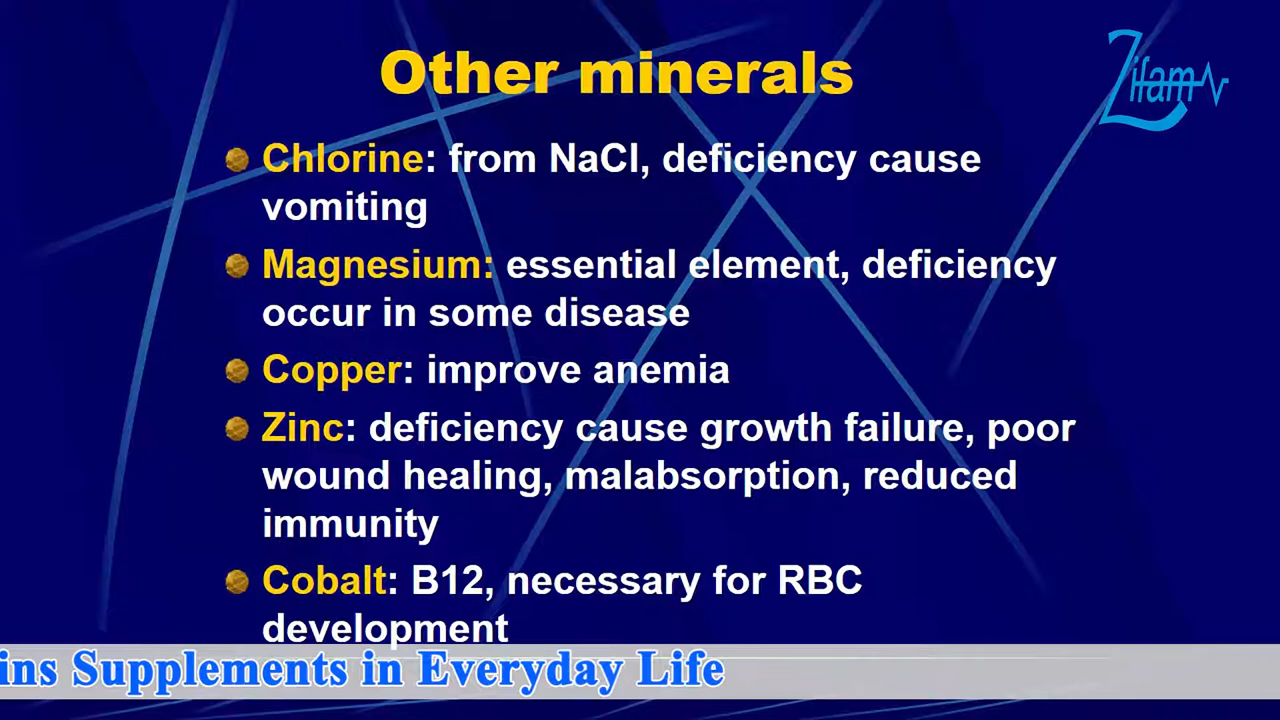 Other minerals
Zifam
Chlorine: from NaCl, deficiency cause
vomiting
Magnesium: essential element, deficiency
occur in some disease
Copper: improve anemia
Zinc: deficiency cause growth failure, poor
wound healing, malabsorption, reduced
immunity
Cobalt: B12, necessary for RBC
development
ins Supplements in Everyday Life